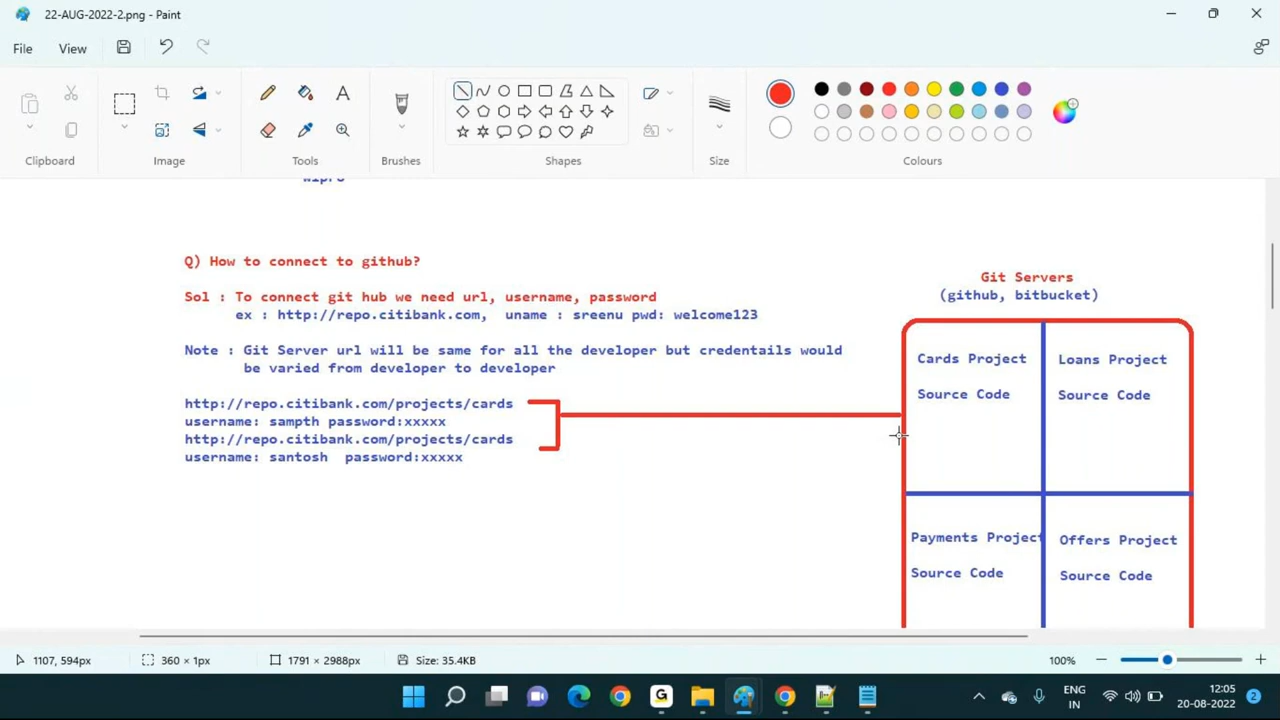 22-AUG-2022-2.png - Paint
File
View
Clipboard
Image
Tools
Brushes
Shapes
Size
Colours
wipro
Q) How to connect to github?
Sol : To connect git hub we need url, username, password
ex : http://repo.citibank.com, uname : sreenu pwd: welcome123
Note : Git Server url will be same for all the developer but credentails would
be varied from developer to developer
http://repo.citibank.com/projects/cards
username: sampth password:xxxxx
http://repo.citibank.com/projects/cards
username: santosh password:xxxxx
Git Servers
(github, bitbucket)
Cards Project
Source Code
Loans Project
Source Code
Payments Project
Source Code
Offers Project
Source Code
1107, 594px
360 × 1px
1791 × 2988px
Size: 35.4KB
100%
ENG
IN
12:05
20-08-2022
2